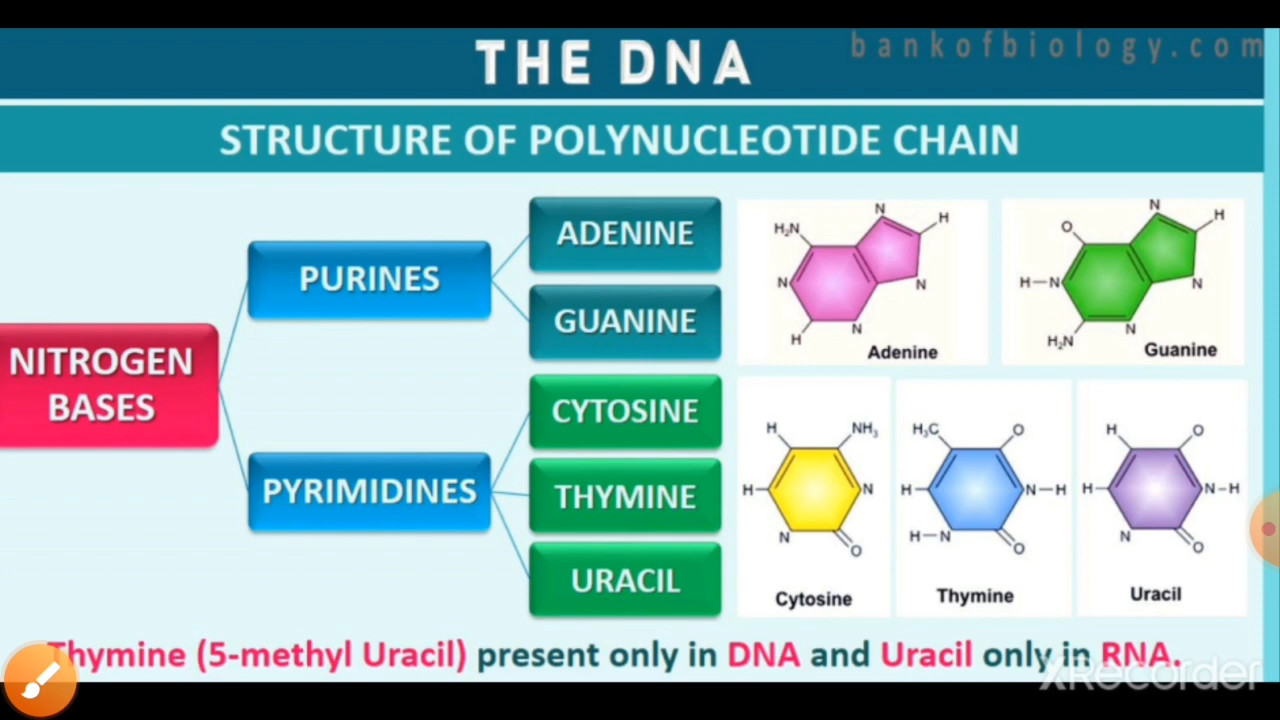 bankofbiology.com
THE DNA
STRUCTURE OF POLYNUCLEOTIDE CHAIN
NITROGEN
BASES
PURINES
PYRIMIDINES
ADENINE
GUANINE
CYTOSINE
THYMINE
URACIL
H₂N
N
H
N
N
H
N
Adenine
O
N
H
H—N
N
H₂N
N
Guanine
H
NH₃
H
N
N
O
Cytosine
H₃C
O
H
N—H
H—N
O
Thymine
H
O
H
N-H
N
O
Uracil
Thymine (5-methyl Uracil) present only in DNA and Uracil only in RNA.
XRecorder